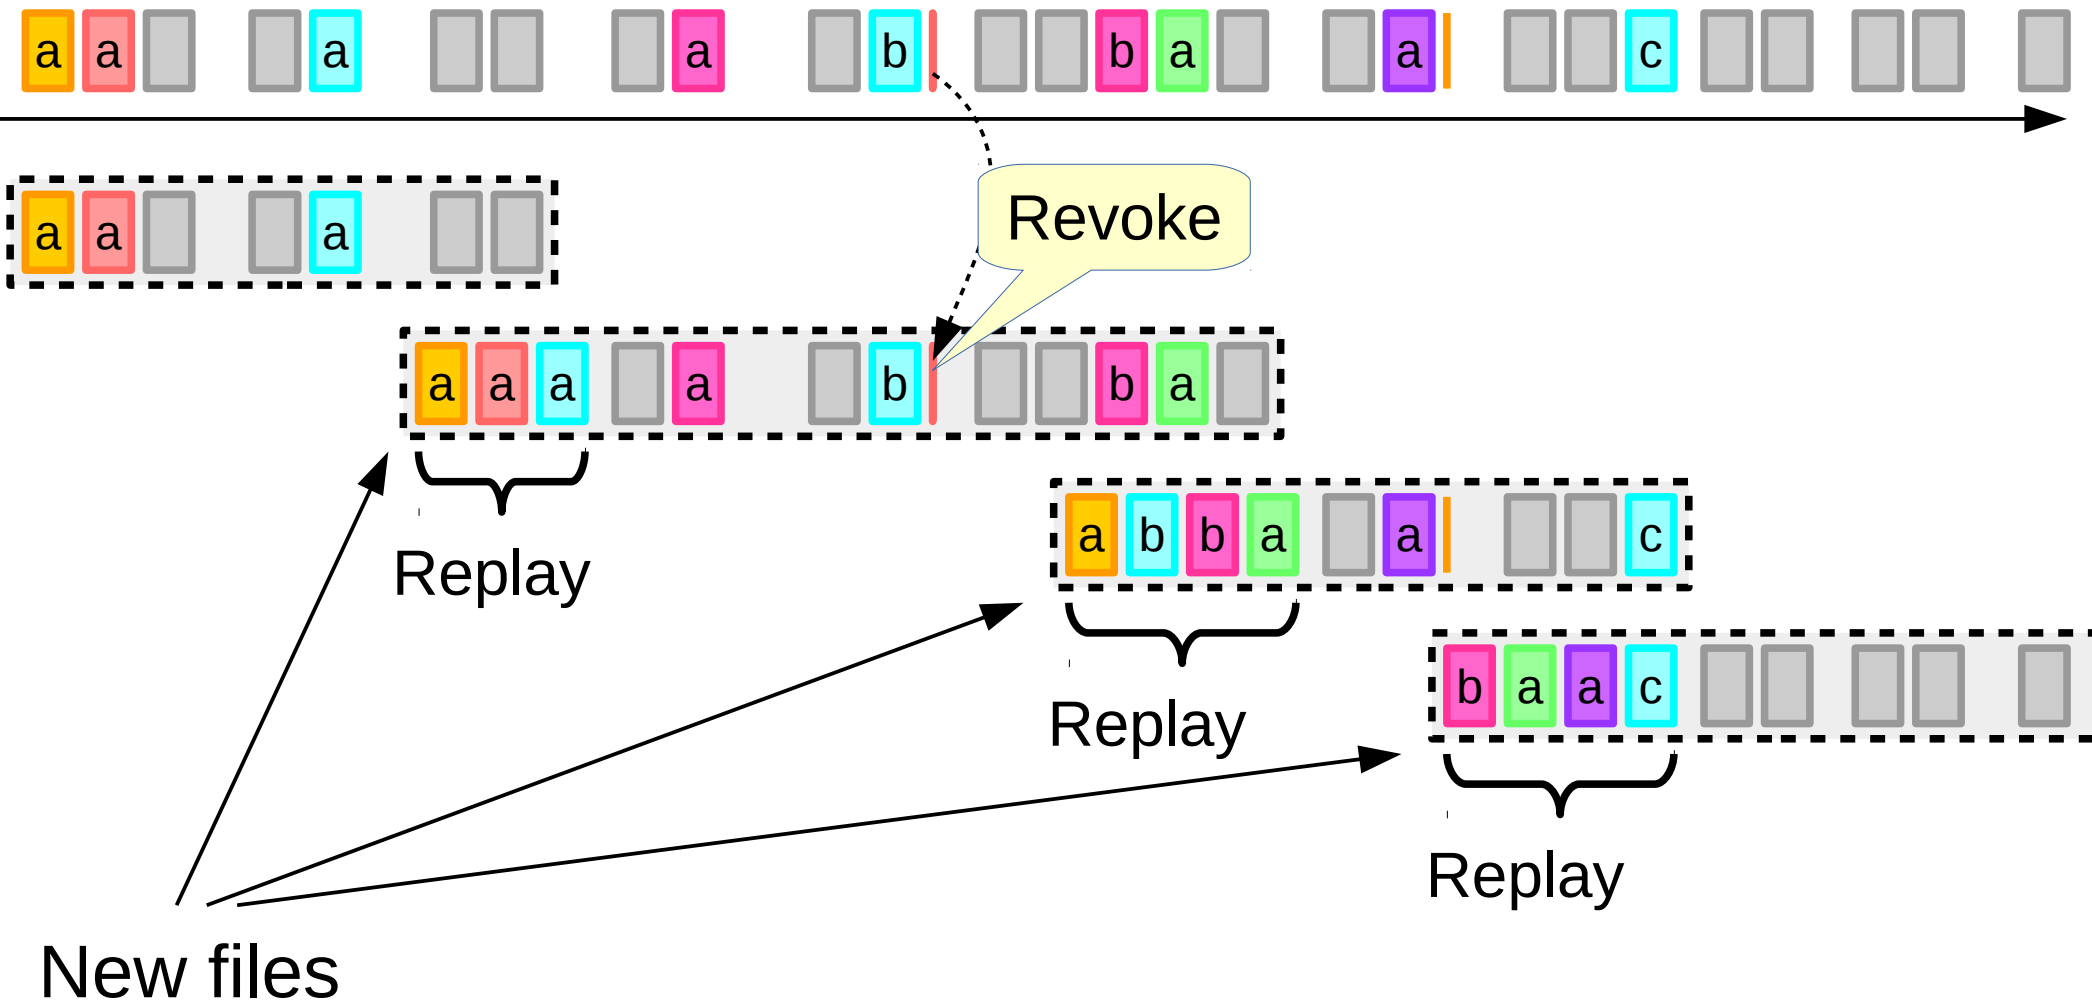 a a a a b b a a c
a a a
Revoke
a a a a b b a
Replay
a b b a a c
Replay
b a a c
Replay
New files